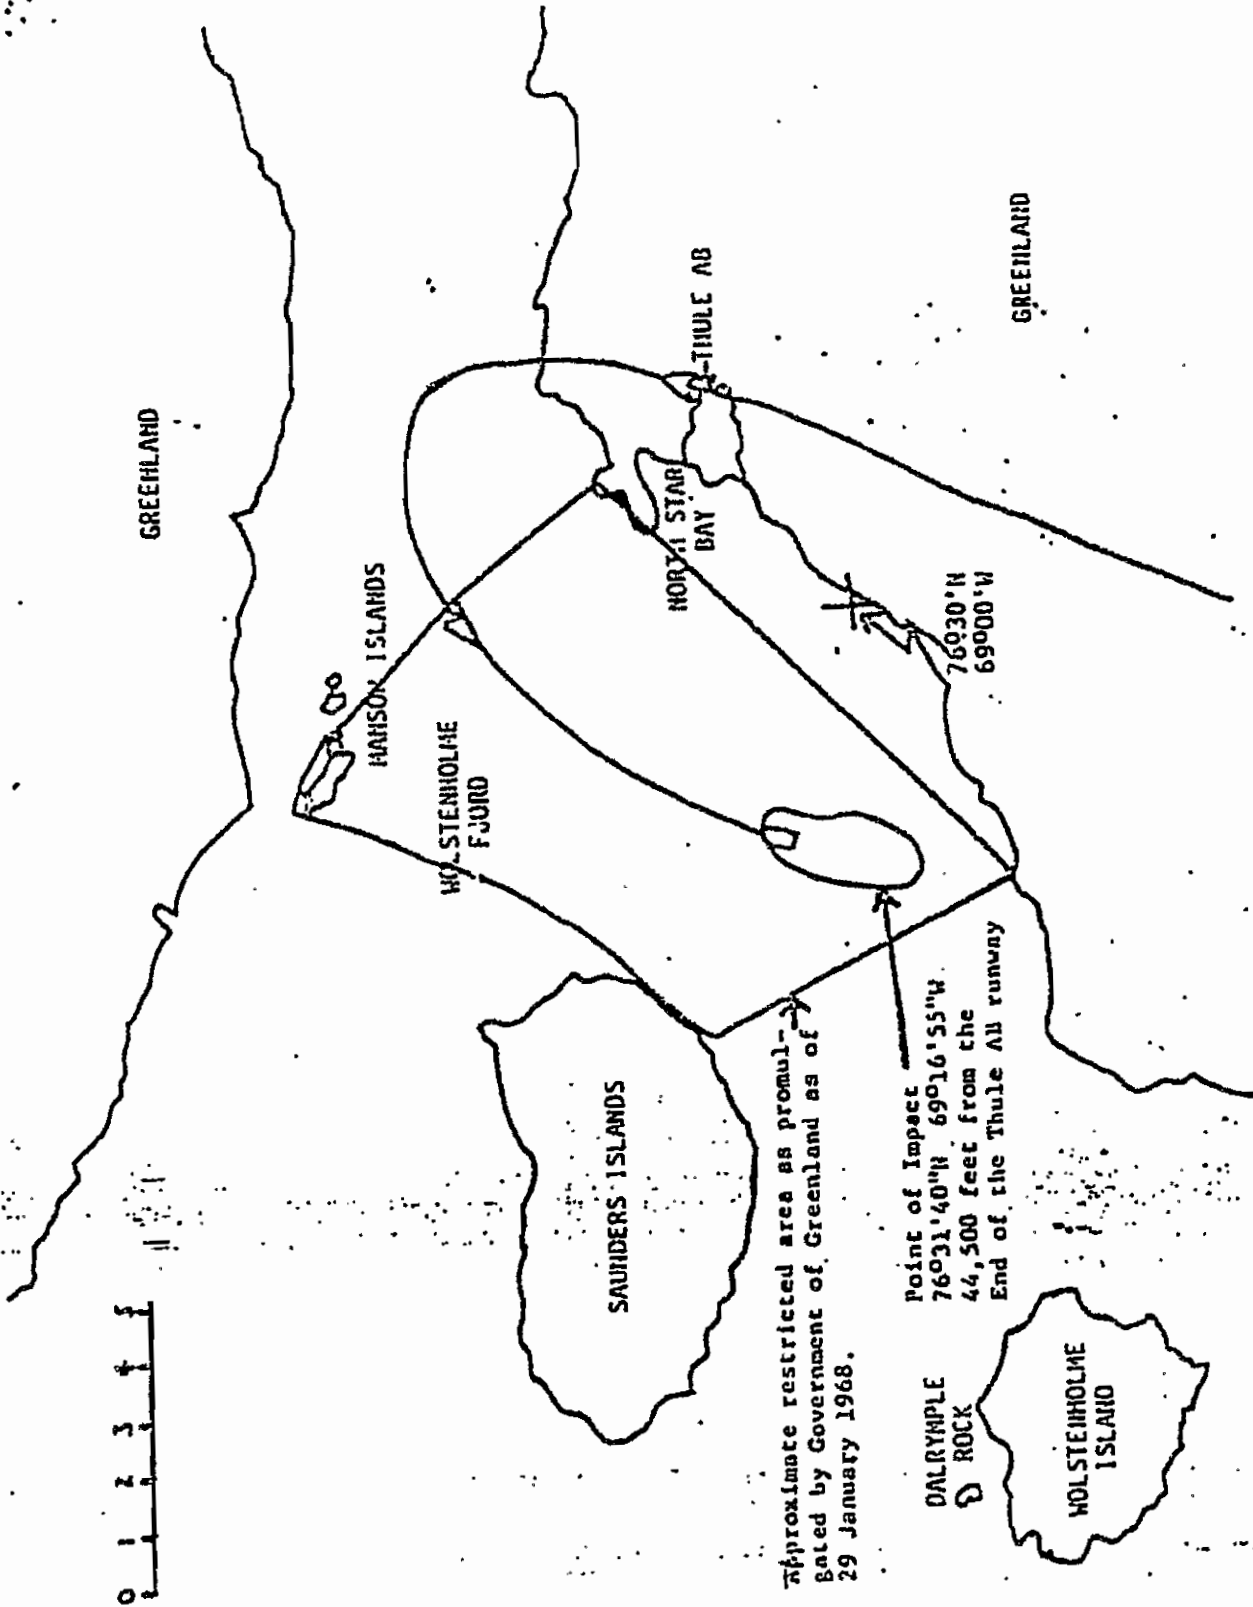 0 1 2 3 4 5
GREENLAND
MANSON ISLANDS
WOLSTENHOLME
FJORD
SAUNDERS ISLANDS
NORTH STAR
BAY
THULE AB
GREENLAND
76°30'N
69°00'W
Approximate restricted area as promul-
gated by Government of Greenland as of
29 January 1968.
Point of Impact
76°31'40"N 69°16'55"W
44,500 feet from the
End of the Thule AB runway
DALRYMPLE
ROCK
WOLSTENHOLME
ISLAND